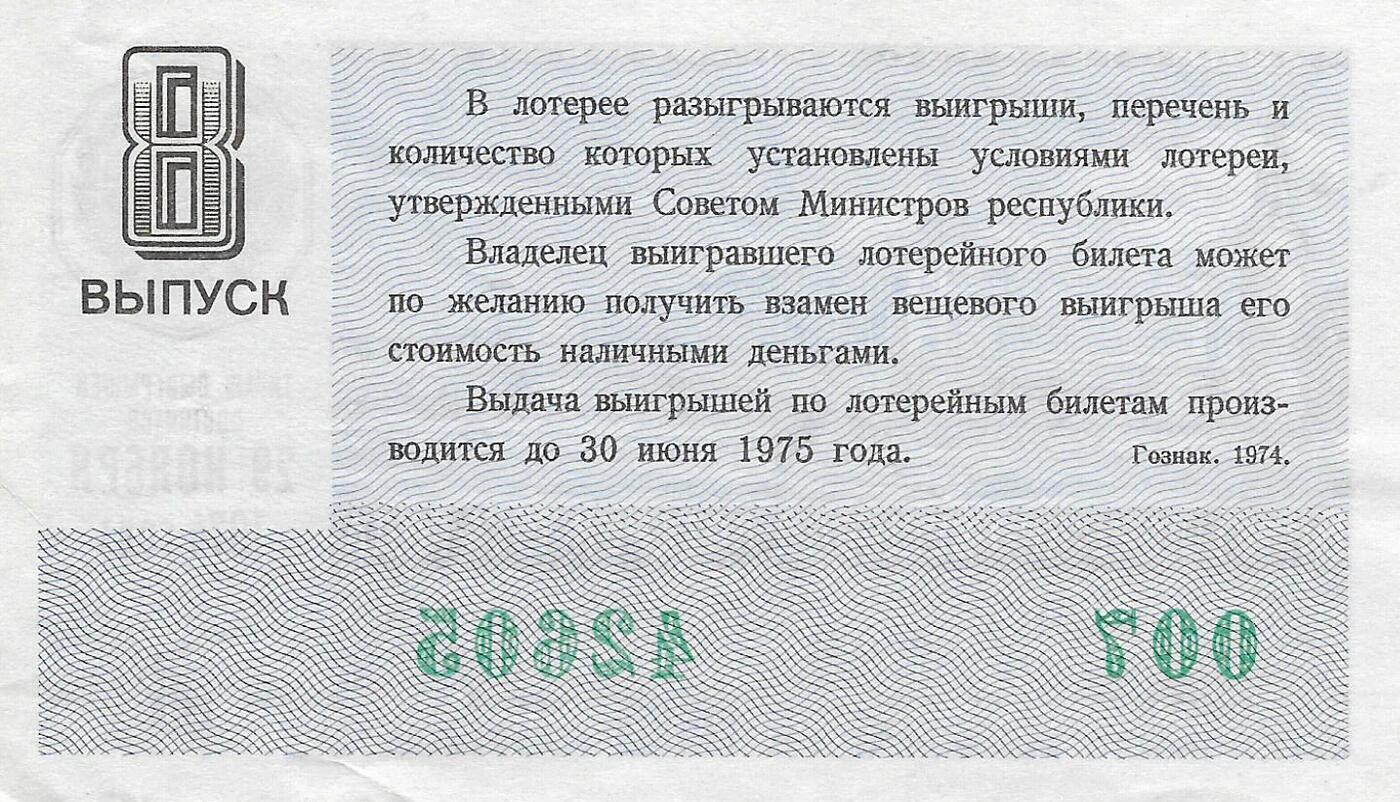 8
ВЫПУСК
В лотерее разыгрываются выигрыши, перечень и
количество которых установлены условиями лотереи,
утвержденными Советом Министров республики.
Владелец выигравшего лотерейного билета может
по желанию получить взамен вещевого выигрыша его
стоимость наличными деньгами.
Выдача выигрышей по лотерейным билетам произ-
водится до 30 июня 1975 года.
Гознак. 1974.
42605
007